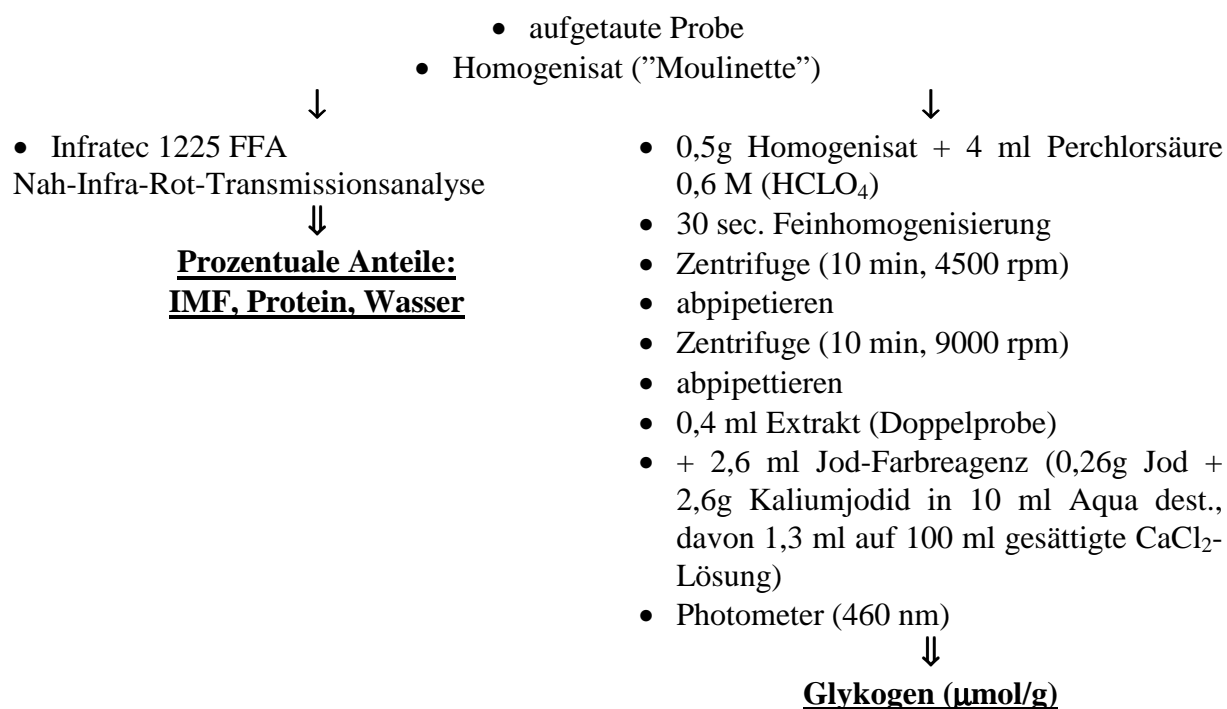 • aufgetaute Probe
• Homogenisat (”Moulinette”)
↓ ↓
• Infratec 1225 FFA
Nah-Infra-Rot-Transmissionsanalyse
⇓
Prozentuale Anteile:
IMF, Protein, Wasser
• 0,5g Homogenisat + 4 ml Perchlorsäure
0,6 M (HCLO₄)
• 30 sec. Feinhomogenisierung
• Zentrifuge (10 min, 4500 rpm)
• abpipetieren
• Zentrifuge (10 min, 9000 rpm)
• abpipettieren
• 0,4 ml Extrakt (Doppelprobe)
• + 2,6 ml Jod-Farbreagenz (0,26g Jod +
2,6g Kaliumjodid in 10 ml Aqua dest.,
davon 1,3 ml auf 100 ml gesättigte CaCl₂-
Lösung)
• Photometer (460 nm)
⇓
Glykogen (µmol/g)